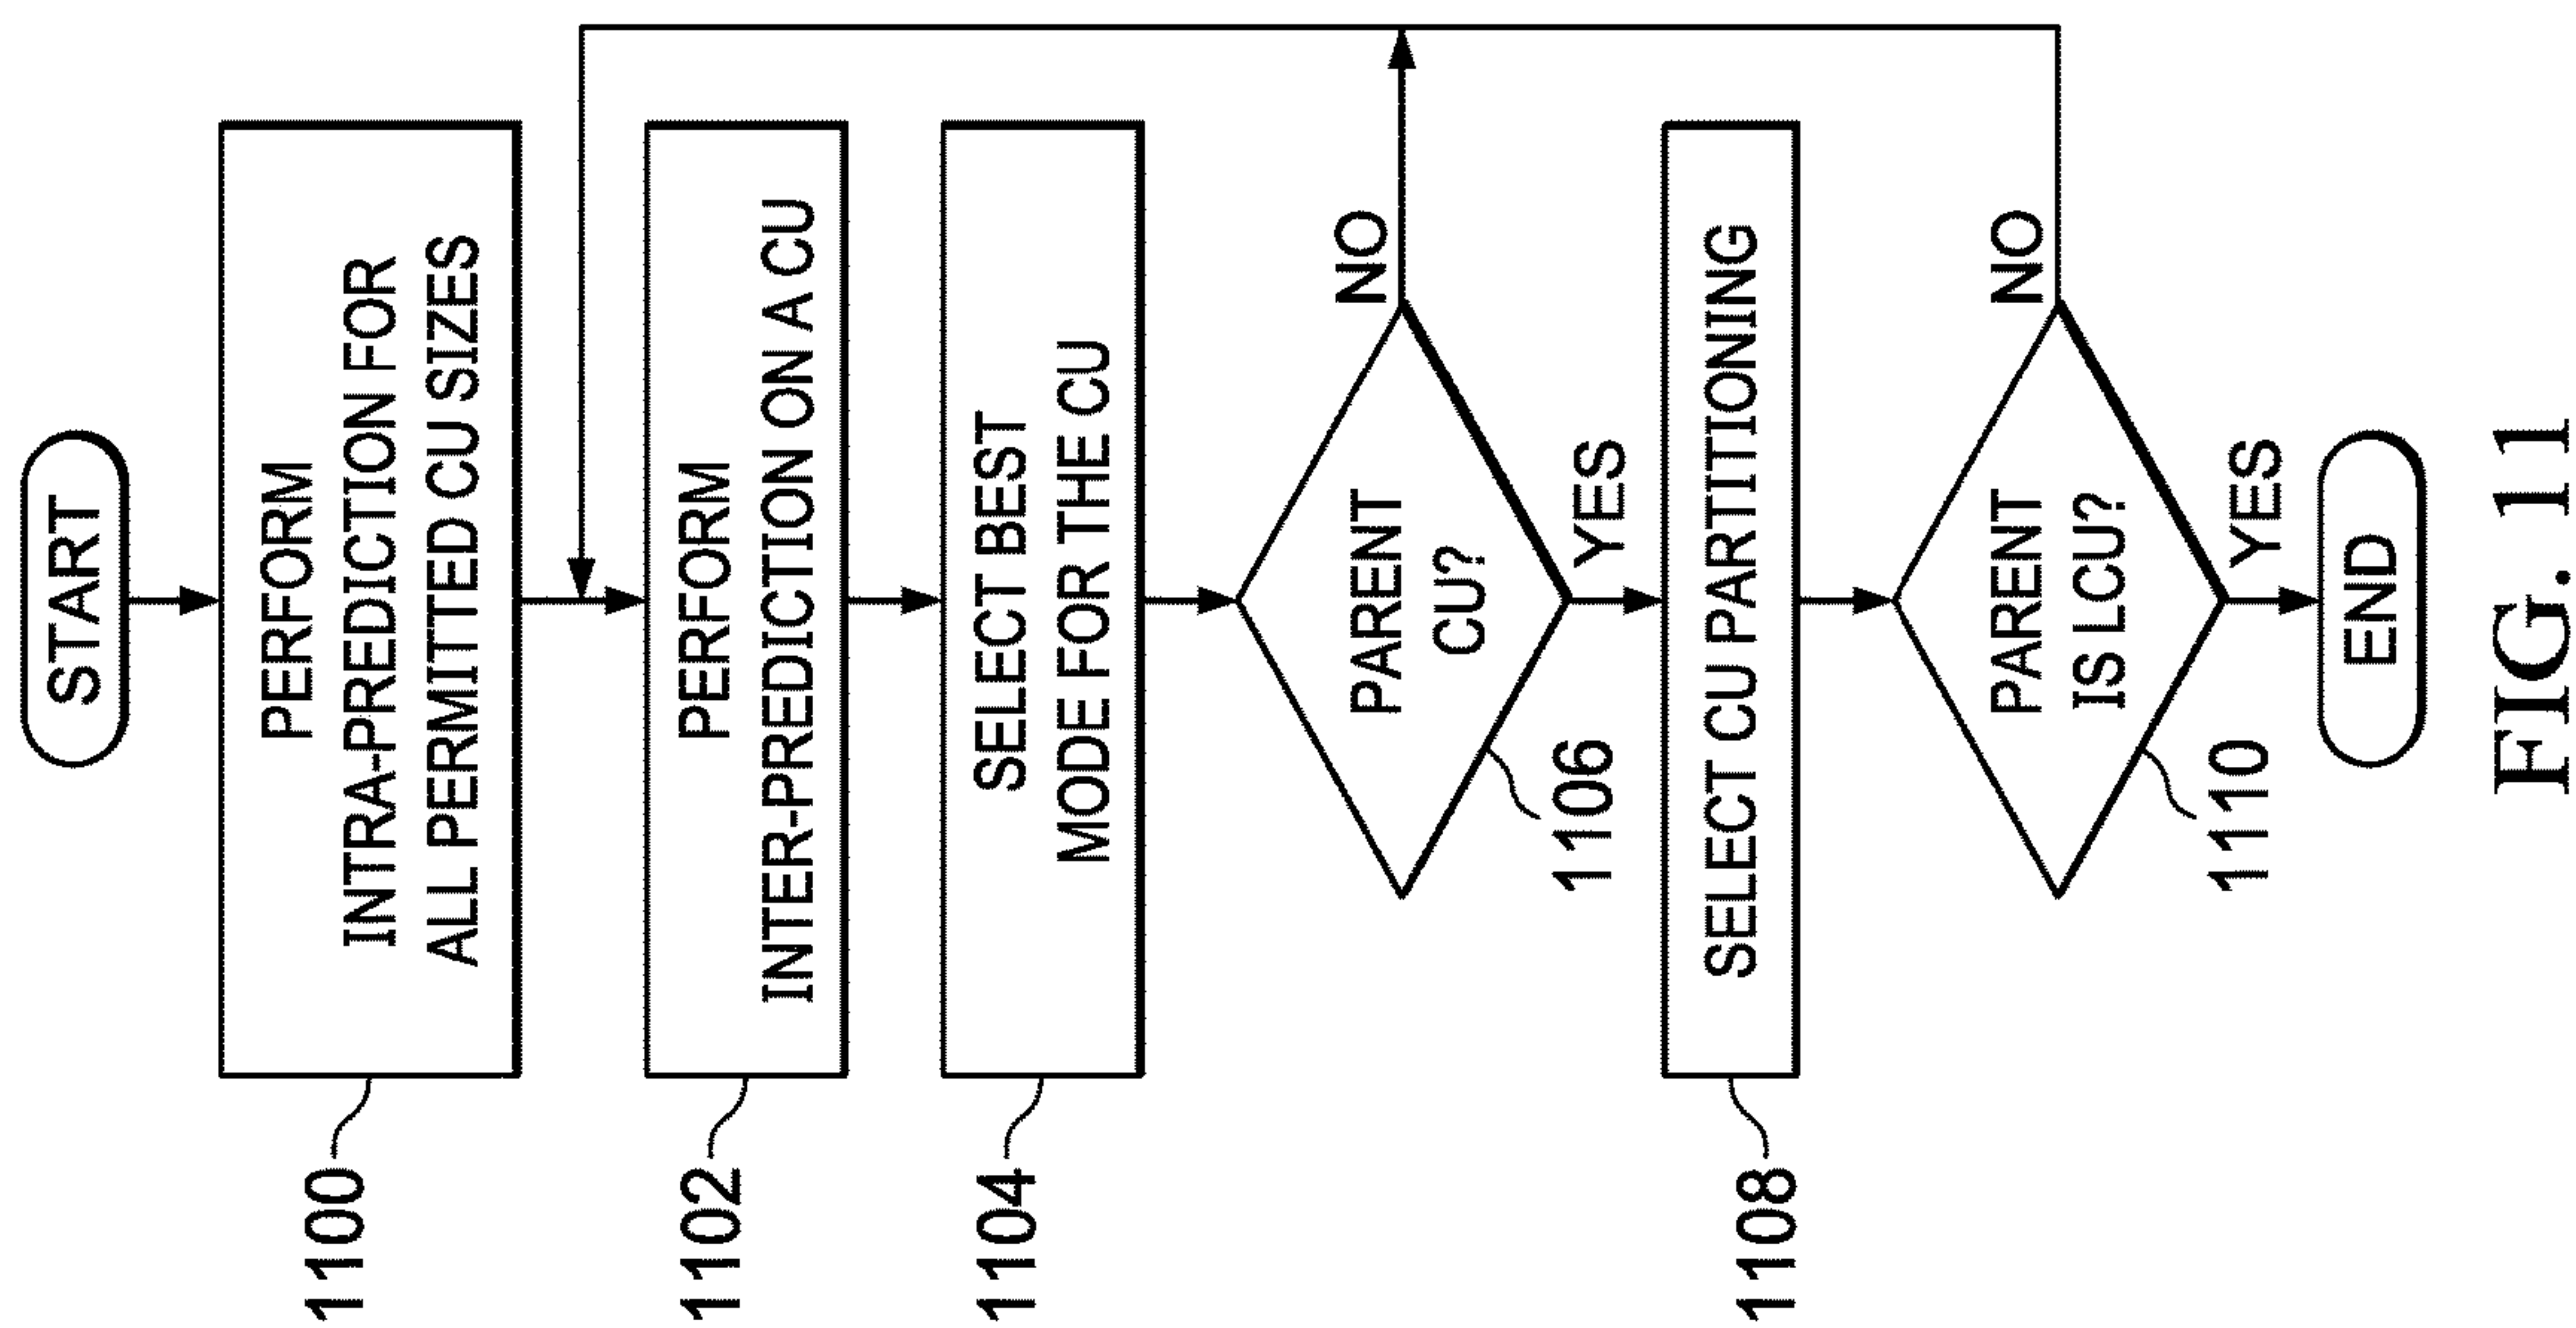 START
PERFORM
INTRA-PREDICTION FOR
ALL PERMITTED CU SIZES
1100
PERFORM
INTER-PREDICTION ON A CU
1102
SELECT BEST
MODE FOR THE CU
1104
PARENT
CU?
NO
1106
YES
SELECT CU PARTITIONING
1108
PARENT
IS LCU?
NO
1110
YES
END
FIG. 11